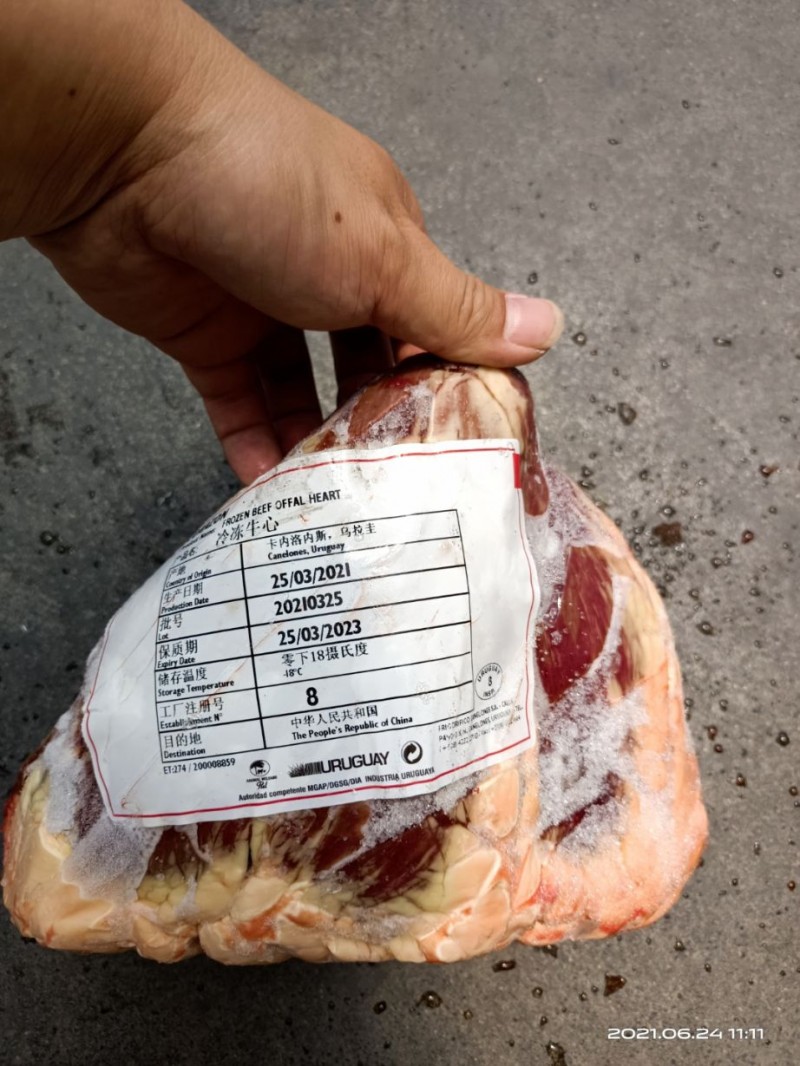 FROZEN BEEF OFFAL HEART
冷冻牛心
产地
Country of Origin
卡内洛内斯，乌拉圭
Canelones, Uruguay
生产日期
Production Date
25/03/2021
批号
Lot
20210325
保质期
Expiry Date
25/03/2023
储存温度
Storage Temperature
零下18摄氏度
-18°C
工厂注册号
Establishment N°
8
目的地
Destination
中华人民共和国
The People's Republic of China
ET:274 / 200008859
URUGUAY
Autoridad competente MGAP/DGSG/DIA INDUSTRIA URUGUAYA
URUGUAY
8
2021.06.24 11:11